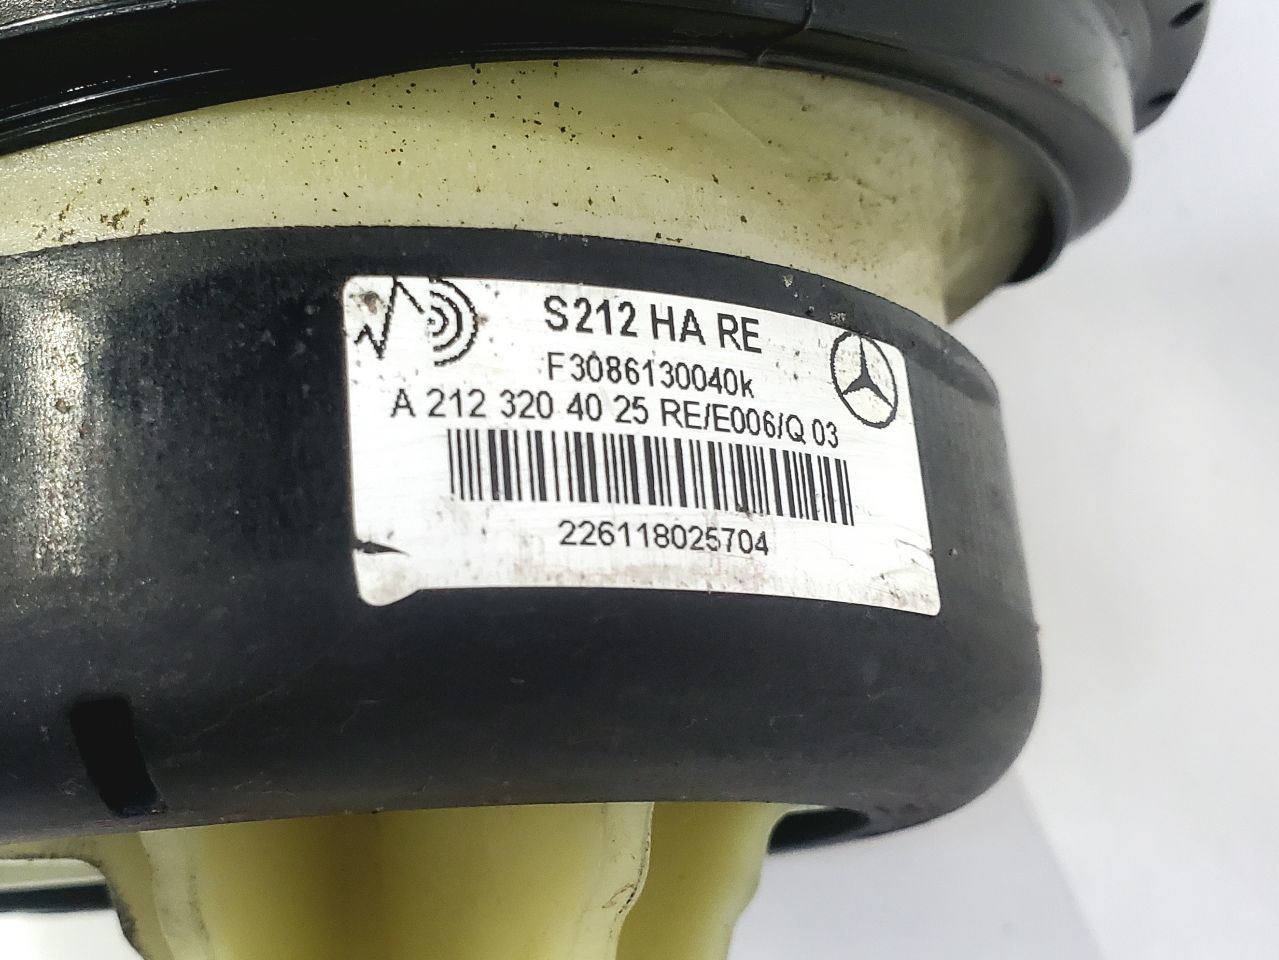 S212 HA RE
F3086130040k
A 212 320 40 25 RE/E006/Q 03
226118025704